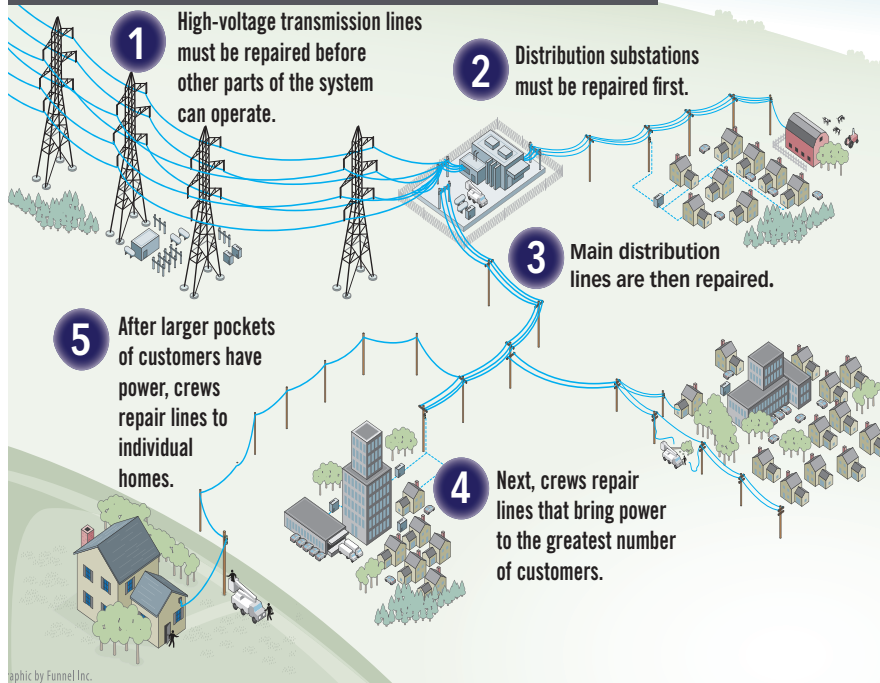 1
High-voltage transmission lines
must be repaired before
other parts of the system
can operate.
2
Distribution substations
must be repaired first.
3
Main distribution
lines are then repaired.
4
Next, crews repair
lines that bring power
to the greatest number
of customers.
5
After larger pockets
of customers have
power, crews
repair lines to
individual
homes.
aphic by Funnel Inc.